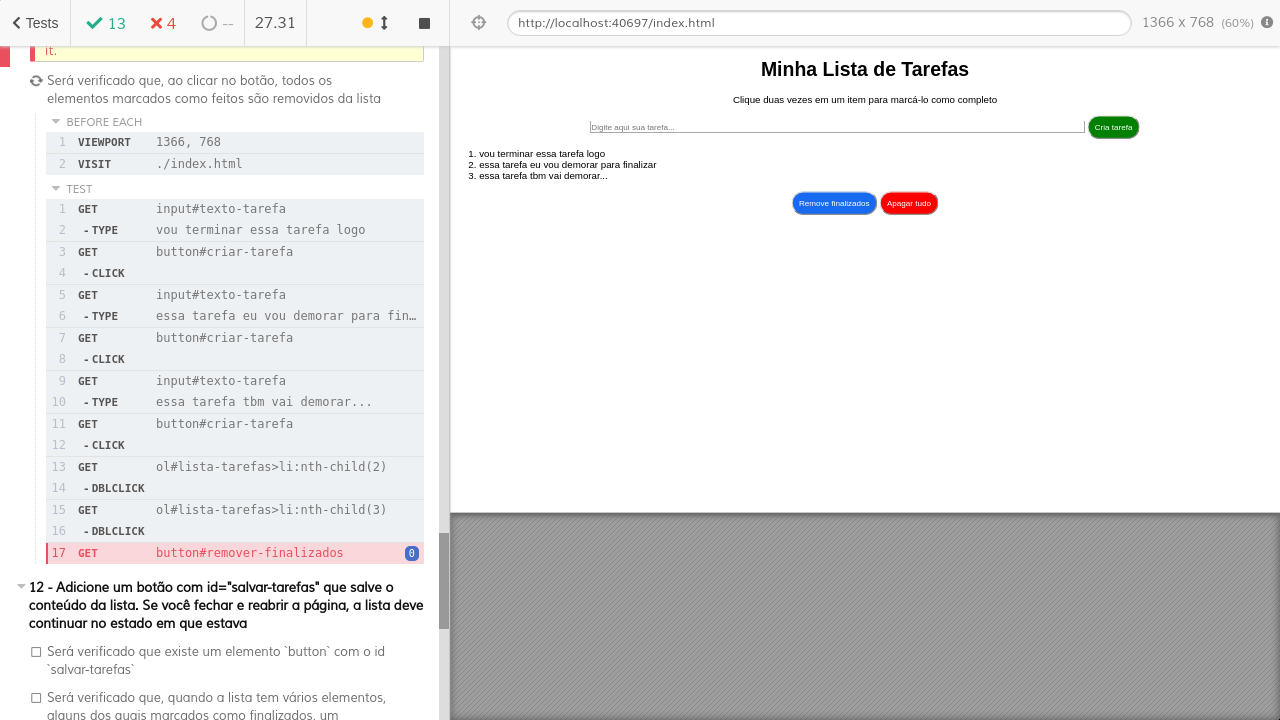 Tests
13
4
--
27.31
http://localhost:40697/index.html
1366 x 768 (60%)
it.
Será verificado que, ao clicar no botão, todos os
elementos marcados como feitos são removidos da lista
BEFORE EACH
1 VIEWPORT 1366, 768
2 VISIT ./index.html
TEST
1 GET input#texto-tarefa
2 -TYPE vou terminar essa tarefa logo
3 GET button#criar-tarefa
4 -CLICK
5 GET input#texto-tarefa
6 -TYPE essa tarefa eu vou demorar para fin…
7 GET button#criar-tarefa
8 -CLICK
9 GET input#texto-tarefa
10 -TYPE essa tarefa tbm vai demorar...
11 GET button#criar-tarefa
12 -CLICK
13 GET ol#lista-tarefas>li:nth-child(2)
14 -DBLCLICK
15 GET ol#lista-tarefas>li:nth-child(3)
16 -DBLCLICK
17 GET button#remover-finalizados 0
12 - Adicione um botão com id="salvar-tarefas" que salve o
conteúdo da lista. Se você fechar e reabrir a página, a lista deve
continuar no estado em que estava
Será verificado que existe um elemento `button` com o id
`salvar-tarefas`
Será verificado que, quando a lista tem vários elementos,
alguns dos quais marcados como finalizados, um
Minha Lista de Tarefas
Clique duas vezes em um item para marcá-lo como completo
Digite aqui sua tarefa...
Cria tarefa
1. vou terminar essa tarefa logo
2. essa tarefa eu vou demorar para finalizar
3. essa tarefa tbm vai demorar...
Remove finalizados
Apagar tudo